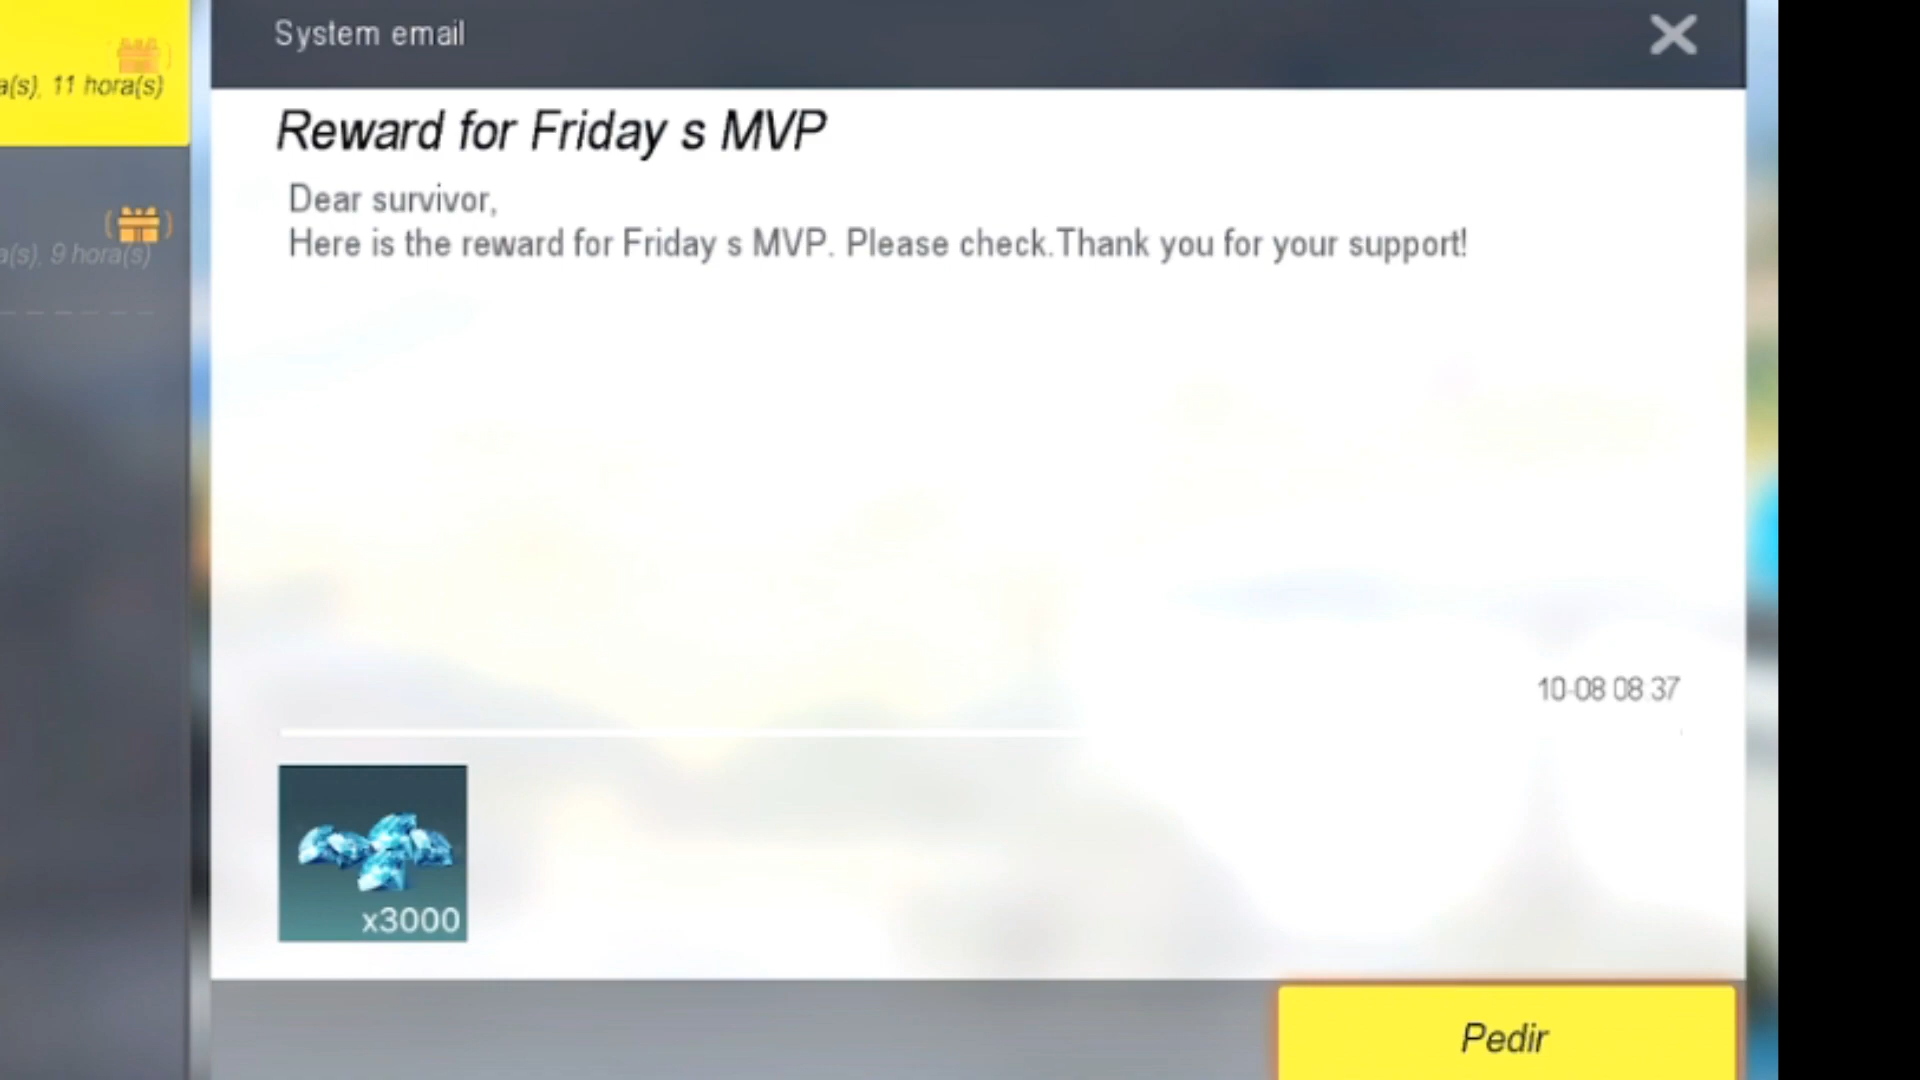 System email
a(s), 11 hora(s)
Reward for Friday s MVP
Dear survivor,
Here is the reward for Friday s MVP. Please check.Thank you for your support!
a(s), 9 hora(s)
10-08 08:37
x3000
Pedir